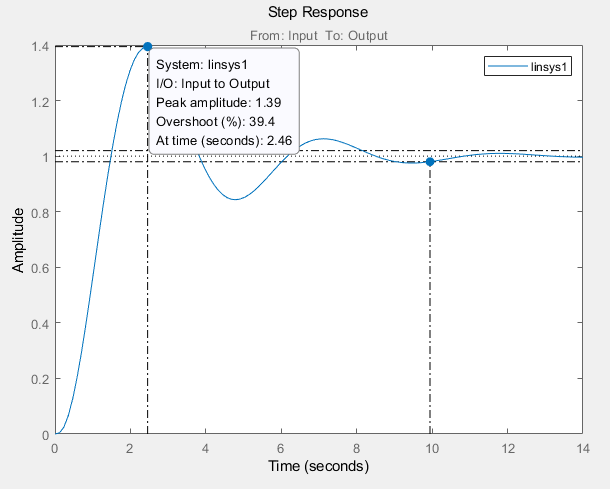 Step Response
From: Input  To: Output
linsys1
System: linsys1
I/O: Input to Output
Peak amplitude: 1.39
Overshoot (%): 39.4
At time (seconds): 2.46
1.4
1.2
1
0.8
0.6
0.4
0.2
0
Amplitude
0 2 4 6 8 10 12 14
Time (seconds)